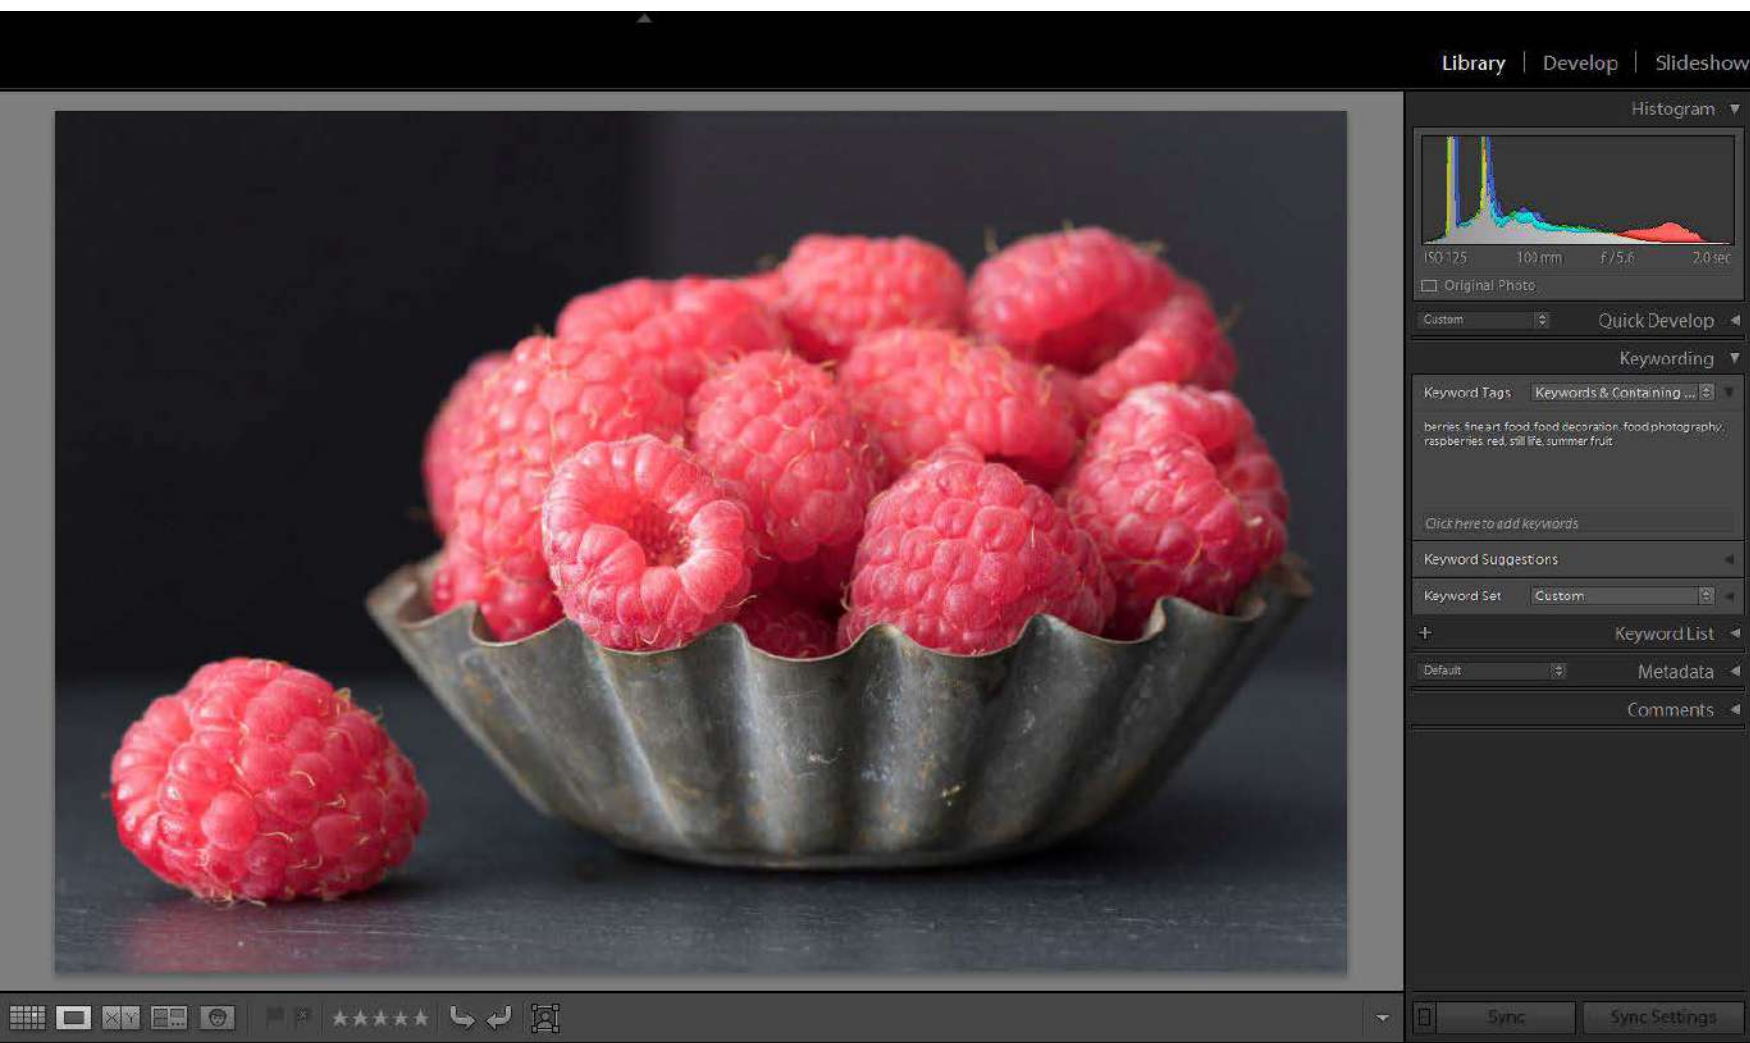 Library | Develop | Slideshow
Histogram
ISO 125 100 mm f / 5.6 2.0 sec
Original Photo
Custom Quick Develop
Keywording
Keyword Tags Keywords & Containing ...
berries, fine art, food, food decoration, food photography,
raspberries, red, still life, summer fruit
Click here to add keywords
Keyword Suggestions
Keyword Set Custom
+ Keyword List
Default Metadata
Comments
XY
Sync Sync Settings